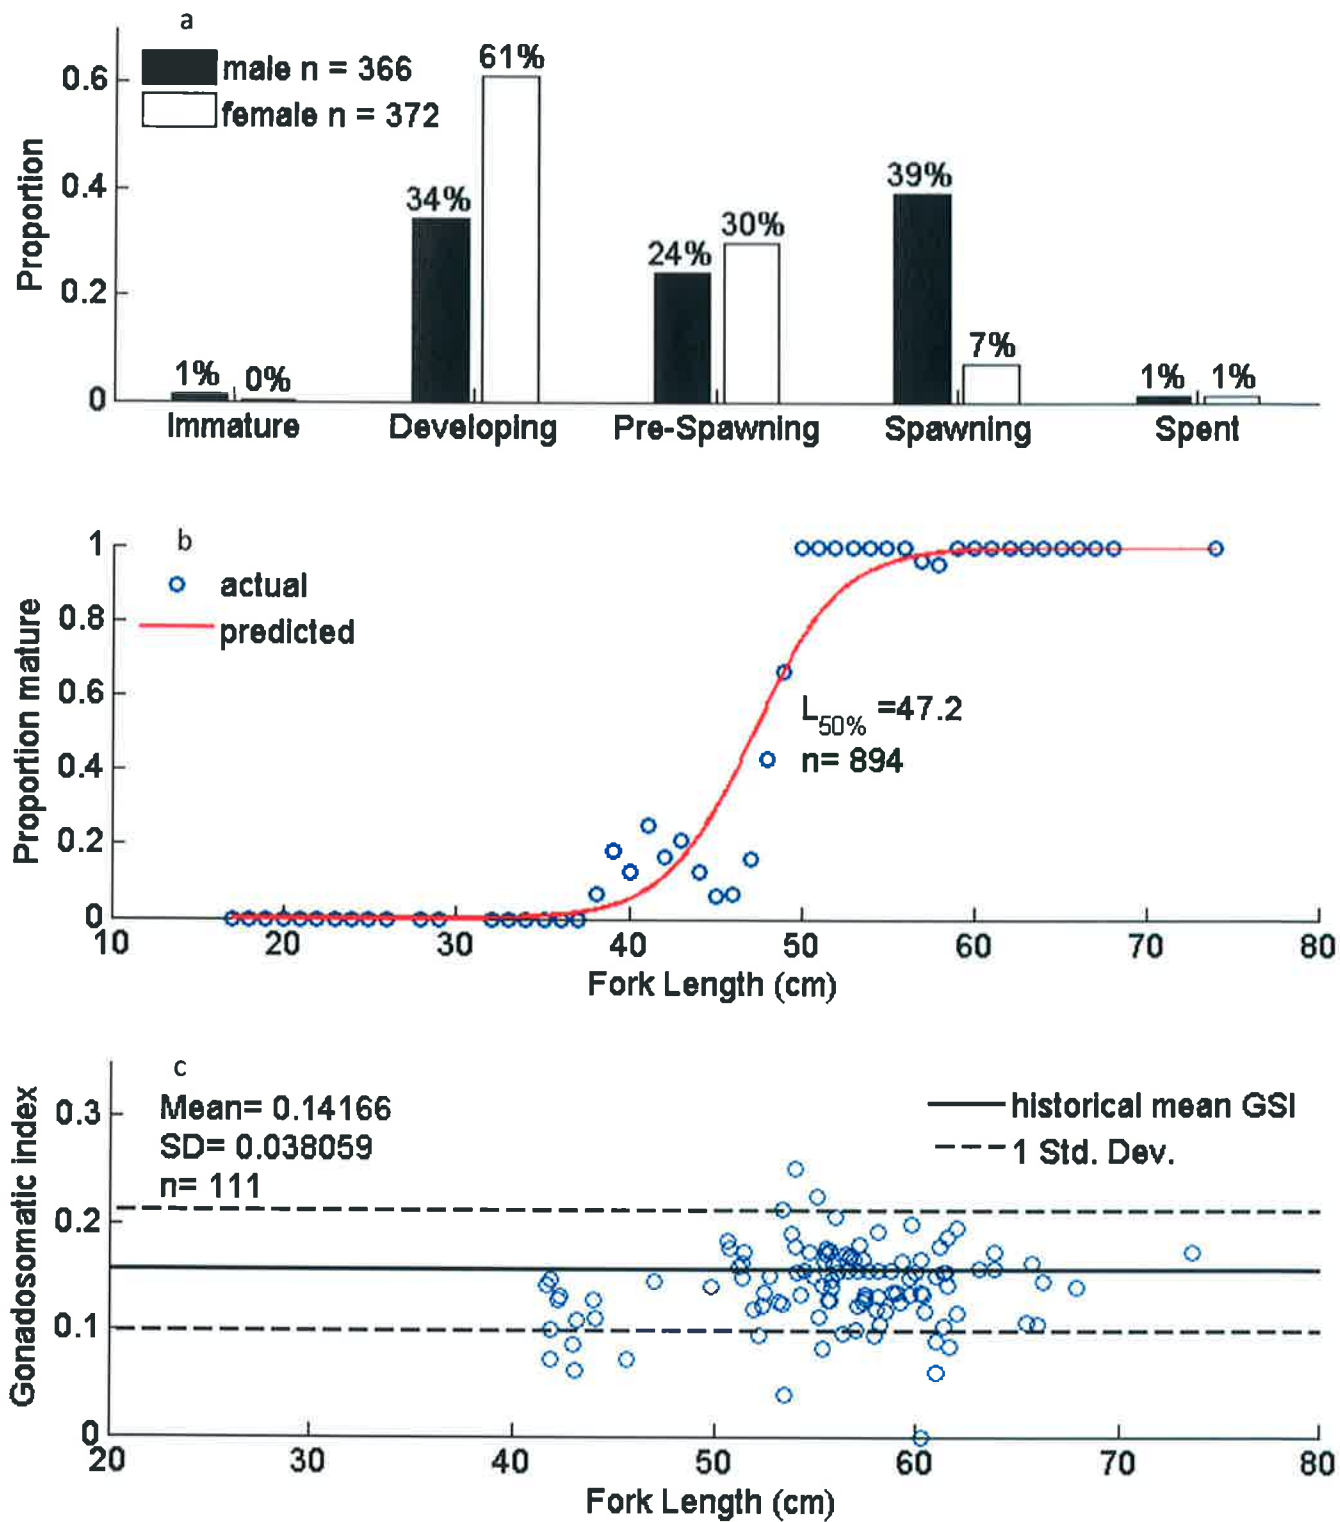 a
male n = 366
female n = 372
Proportion
0.6
0.4
0.2
0
1% 0%
34% 61%
24% 30%
39% 7%
1% 1%
Immature Developing Pre-Spawning Spawning Spent
b
actual
predicted
Proportion mature
1
0.8
0.6
0.4
0.2
0
L50% =47.2
n= 894
10 20 30 40 50 60 70 80
Fork Length (cm)
c
Mean= 0.14166
SD= 0.038059
n= 111
historical mean GSI
1 Std. Dev.
Gonadosomatic index
0.3
0.2
0.1
0
20 30 40 50 60 70 80
Fork Length (cm)